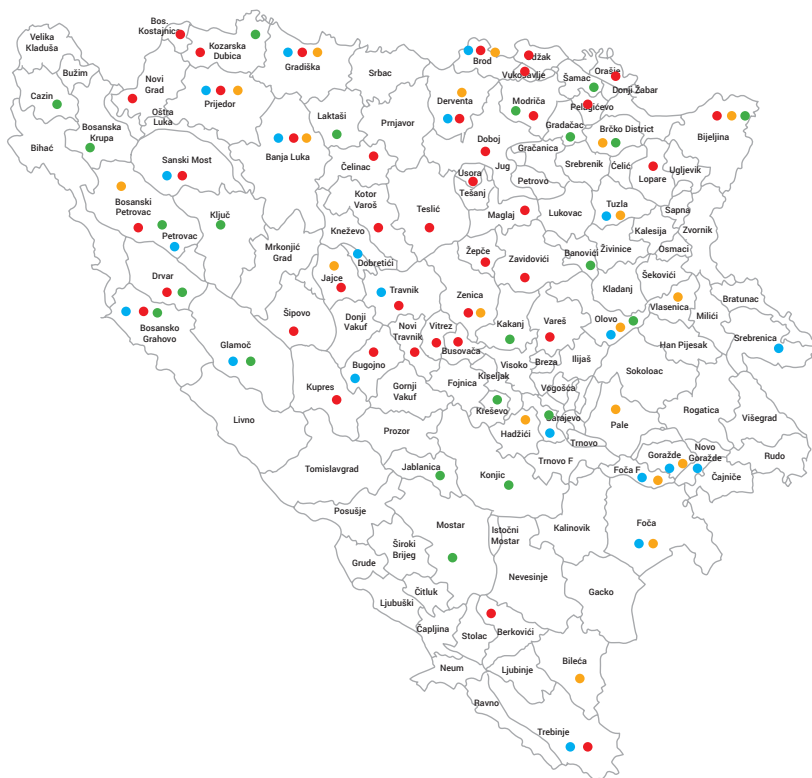 Bos.
Kostajnica
Velika
Kladuša
Kozarska
Dubica
Gradiška
Brod
Odžak
Vukosavlje
Srbac
Bužim
Novi
Grad
Šamac
Orašje
Donji Žabar
Cazin
Prijedor
Derventa
Modriča
Pelagićevo
Oštra
Luka
Laktaši
Prnjavor
Gradačac
Brčko District
Bijeljina
Bosanska
Krupa
Bihać
Sanski Most
Banja Luka
Čelinac
Doboj
Jug
Gračanica
Srebrenik
Čelić
Lopare
Ugljevik
Usora
Tešanj
Petrovo
Kotor
Varoš
Teslić
Maglaj
Lukovac
Tuzla
Sapna
Bosanski
Petrovac
Petrovac
Ključ
Kneževo
Dobretići
Kalesija
Zvornik
Mrkonjić
Grad
Žepče
Zavidovići
Banovići
Živinice
Osmaci
Drvar
Jajce
Travnik
Zenica
Kladanj
Šekovići
Vlasenica
Bratunac
Milići
Bosansko
Grahovo
Šipovo
Donji
Vakuf
Novi
Travnik
Vitrez
Busovača
Kakanj
Vareš
Olovo
Srebrenica
Glamoč
Bugojno
Visoko
Breza
Ilijaš
Han Pijesak
Kupres
Gornji
Vakuf
Fojnica
Kiseljak
Vogošća
Sokoloac
Kreševo
Livno
Prozor
Hadžići
Sarajevo
Pale
Rogatica
Višegrad
Trnovo
Tomislavgrad
Jablanica
Konjic
Trnovo F
Foča F
Goražde
Novo
Goražde
Rudo
Čajniče
Posušje
Mostar
Istočni
Mostar
Kalinovik
Foča
Široki
Brijeg
Grude
Nevesinje
Gacko
Čitluk
Ljubuški
Čapljina
Stolac
Berkovići
Neum
Ljubinje
Bileća
Ravno
Trebinje